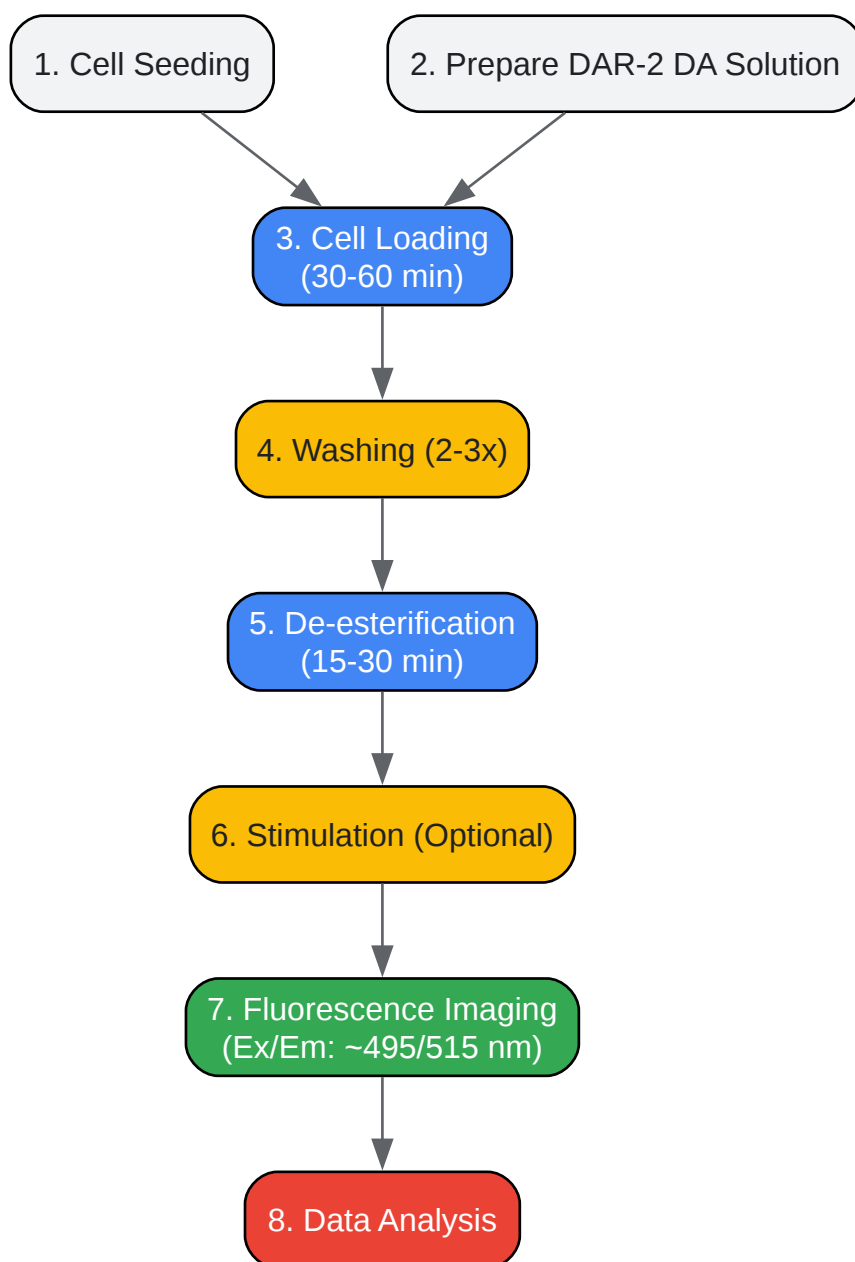 1. Cell Seeding
2. Prepare DAR-2 DA Solution
3. Cell Loading
(30-60 min)
4. Washing (2-3x)
5. De-esterification
(15-30 min)
6. Stimulation (Optional)
7. Fluorescence Imaging
(Ex/Em: ~495/515 nm)
8. Data Analysis